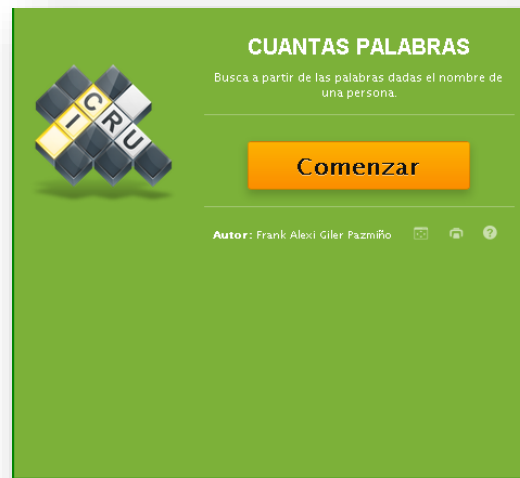 CUANTAS PALABRAS
Busca a partir de las palabras dadas el nombre de
una persona.
CRU
I
Comenzar
Autor: Frank Alexi Giler Pazmiño
?